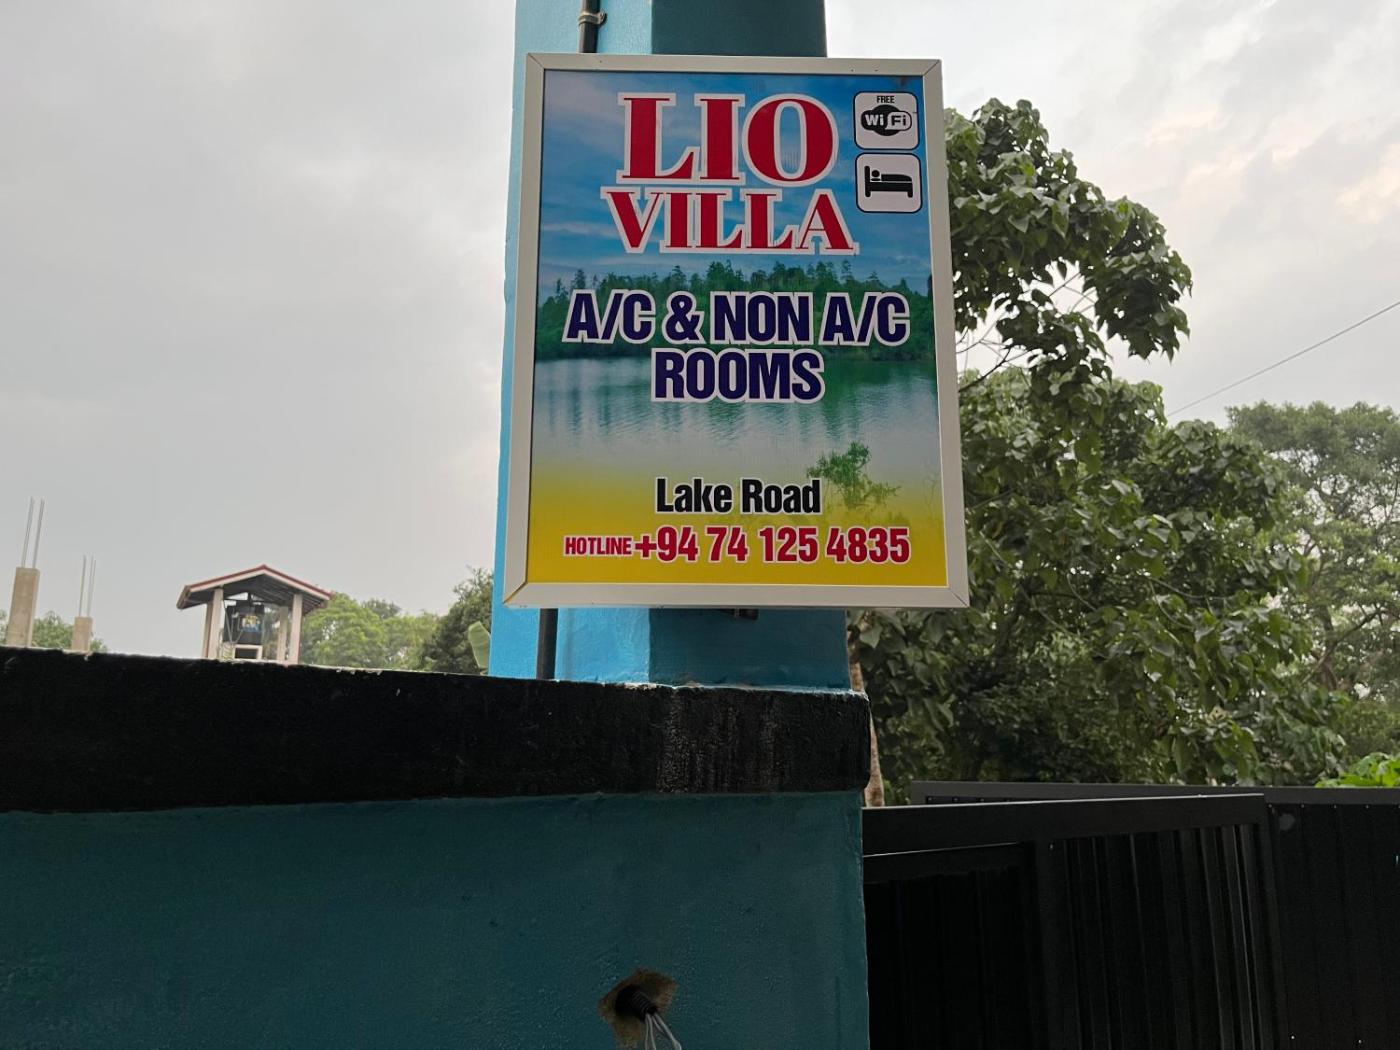 LIO
VILLA
FREE
WiFi
A/C & NON A/C
ROOMS
Lake Road
HOTLINE +94 74 125 4835